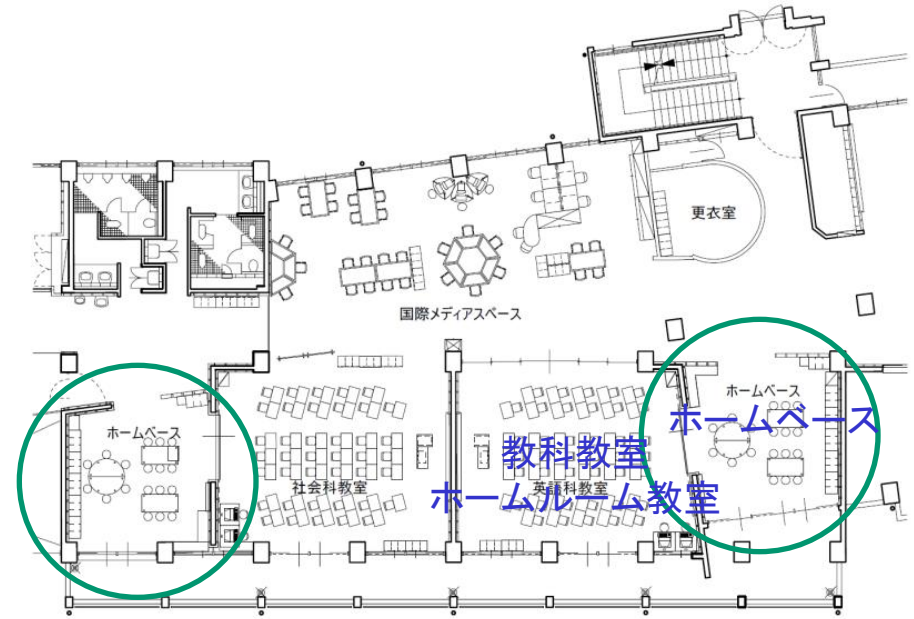 更衣室
国際メディアスペース
ホームベース
ホームベース
ホームベース
教科教室
社会科教室
英語科教室
ホームルーム教室